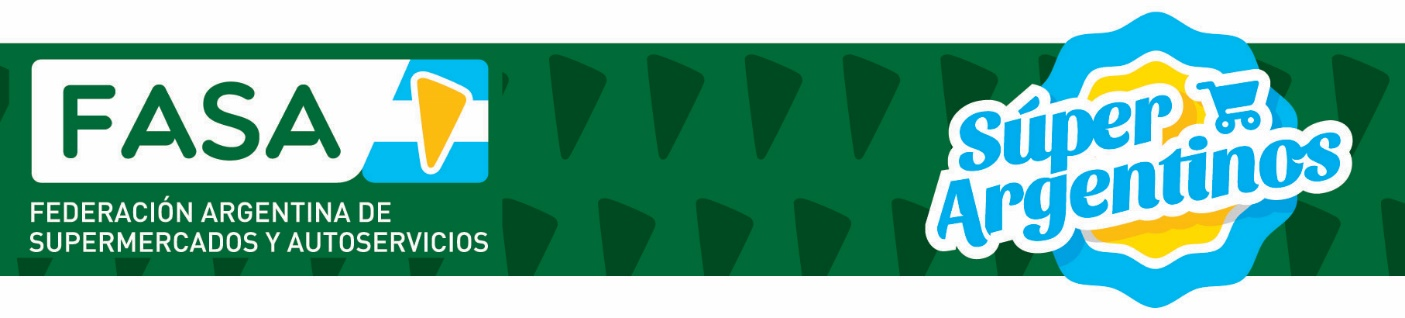 FASA
FEDERACIÓN ARGENTINA DE
SUPERMERCADOS Y AUTOSERVICIOS
Súper
Argentinos